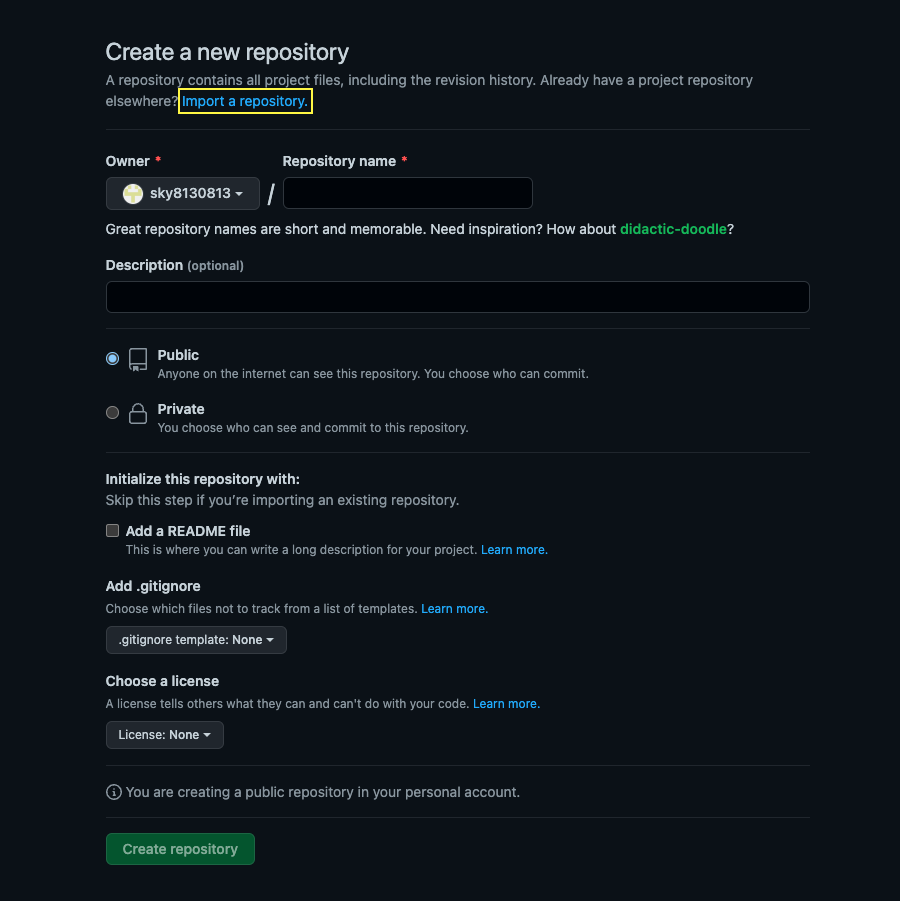 Create a new repository
A repository contains all project files, including the revision history. Already have a project repository
elsewhere? Import a repository.
Owner * Repository name *
sky8130813 /
Great repository names are short and memorable. Need inspiration? How about didactic-doodle?
Description (optional)
Public
Anyone on the internet can see this repository. You choose who can commit.
Private
You choose who can see and commit to this repository.
Initialize this repository with:
Skip this step if you’re importing an existing repository.
Add a README file
This is where you can write a long description for your project. Learn more.
Add .gitignore
Choose which files not to track from a list of templates. Learn more.
.gitignore template: None
Choose a license
A license tells others what they can and can't do with your code. Learn more.
License: None
You are creating a public repository in your personal account.
Create repository